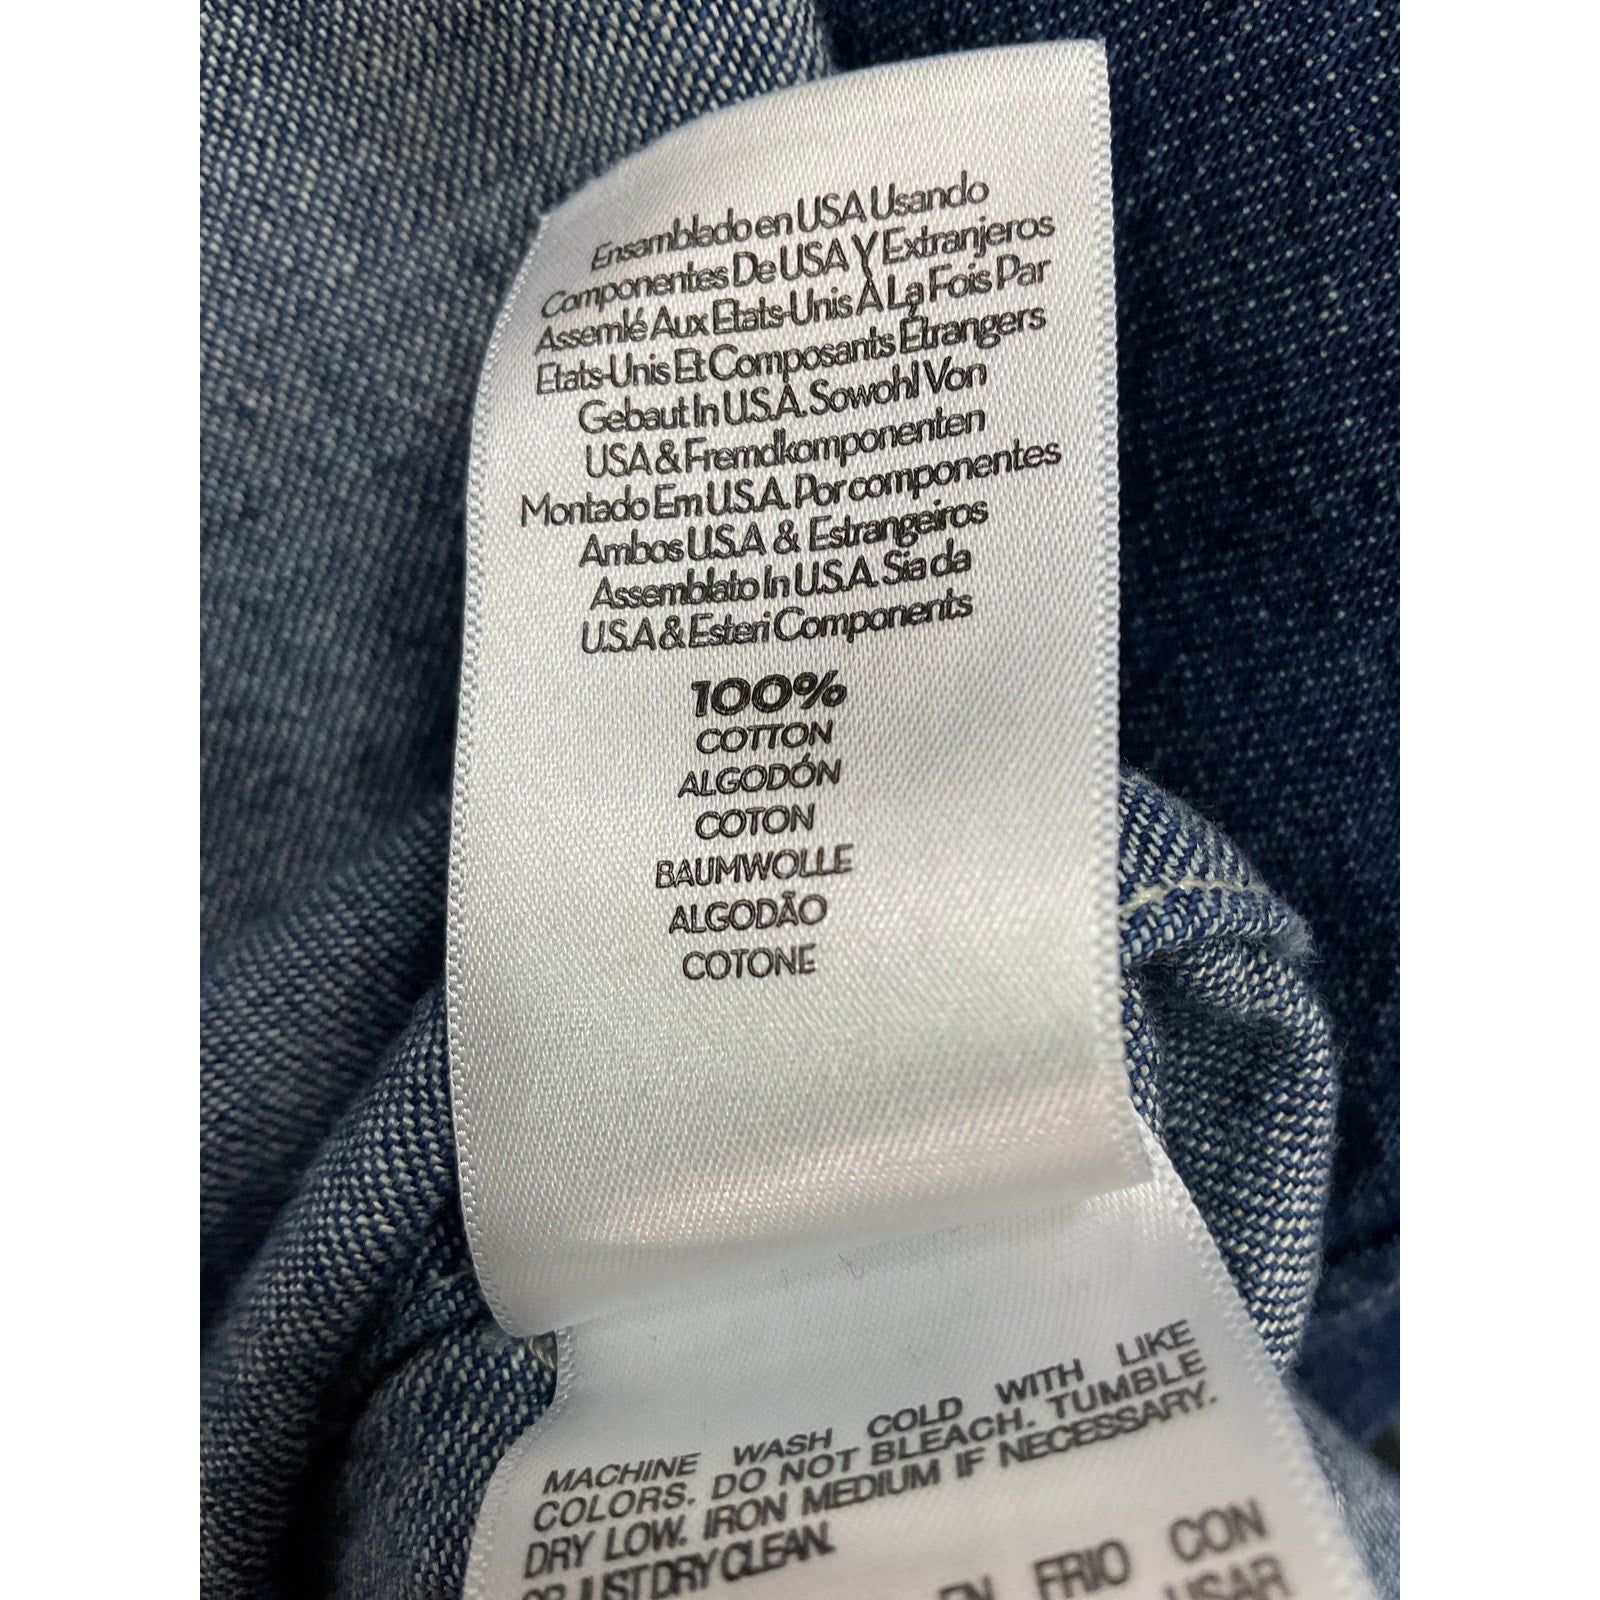 Ensamblado en USA Usando
Componentes De USA Y Extranjeros
Assemlé Aux Etats-Unis À La Fois Par
Etats-Unis Et Composants Étrangers
Gebaut In U.S.A. Sowohl Von
USA & Fremdkomponenten
Montado Em U.S.A. Por componentes
Ambos U.S.A & Estrangeiros
Assemblato In U.S.A. Sia da
U.S.A & Esteri Components
100%
COTTON
ALGODÓN
COTON
BAUMWOLLE
ALGODÃO
COTONE
MACHINE WASH COLD WITH LIKE
COLORS. DO NOT BLEACH. TUMBLE
DRY LOW. IRON MEDIUM IF NECESSARY.
OR JUST DRY CLEAN.
EN FRIO CON
USAR